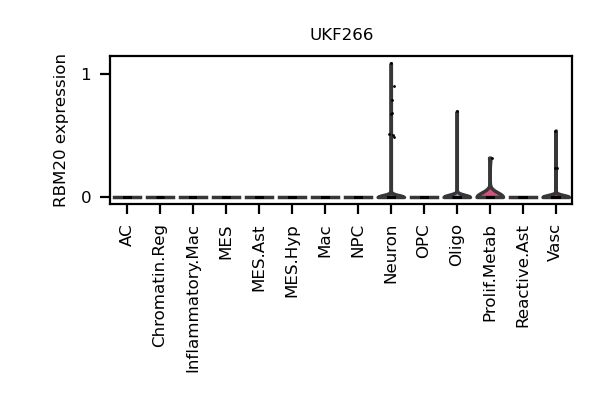 UKF266
RBM20 expression
1
0
AC
Chromatin.Reg
Inflammatory.Mac
MES
MES.Ast
MES.Hyp
Mac
NPC
Neuron
OPC
Oligo
Prolif.Metab
Reactive.Ast
Vasc